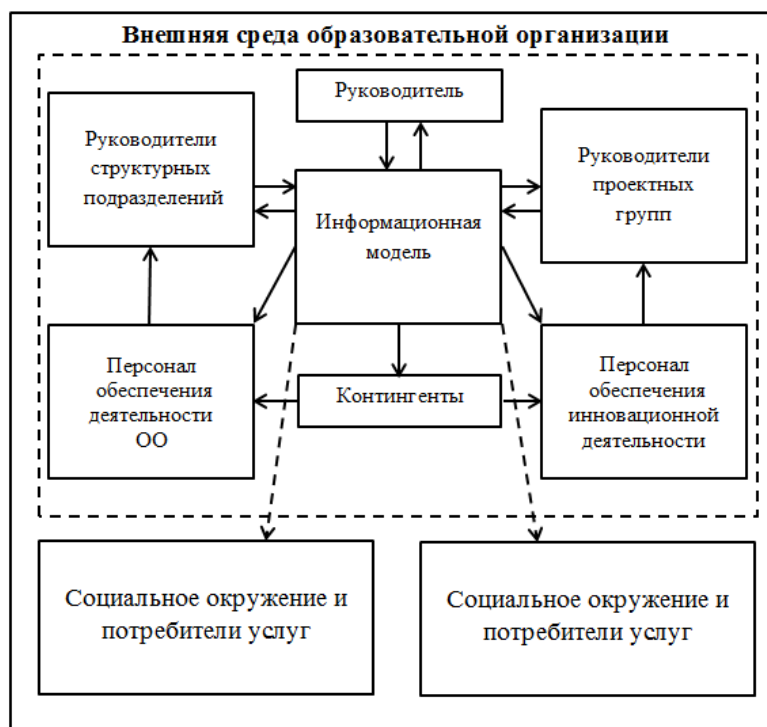 Внешняя среда образовательной организации
Руководитель
Руководители
структурных
подразделений
Руководители
проектных
групп
Информационная
модель
Персонал
обеспечения
деятельности
ОО
Контингенты
Персонал
обеспечения
инновационной
деятельности
Социальное окружение и
потребители услуг
Социальное окружение и
потребители услуг